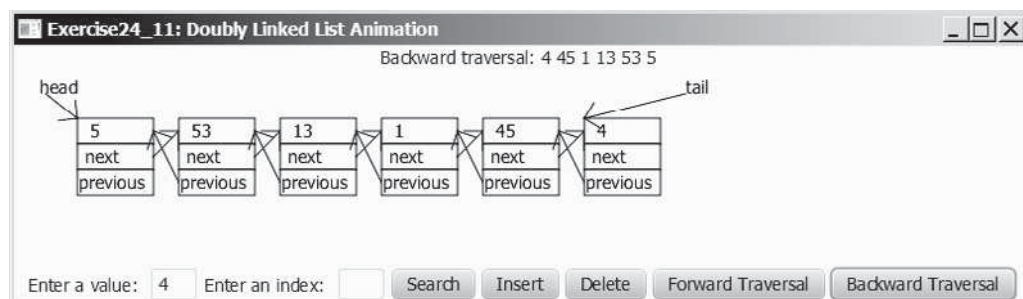 Exercise24_11: Doubly Linked List Animation
Backward traversal: 4 45 1 13 53 5
head tail
5 53 13 1 45 4
next next next next next next
previous previous previous previous previous previous
Enter a value: 4 Enter an index: Search Insert Delete Forward Traversal Backward Traversal